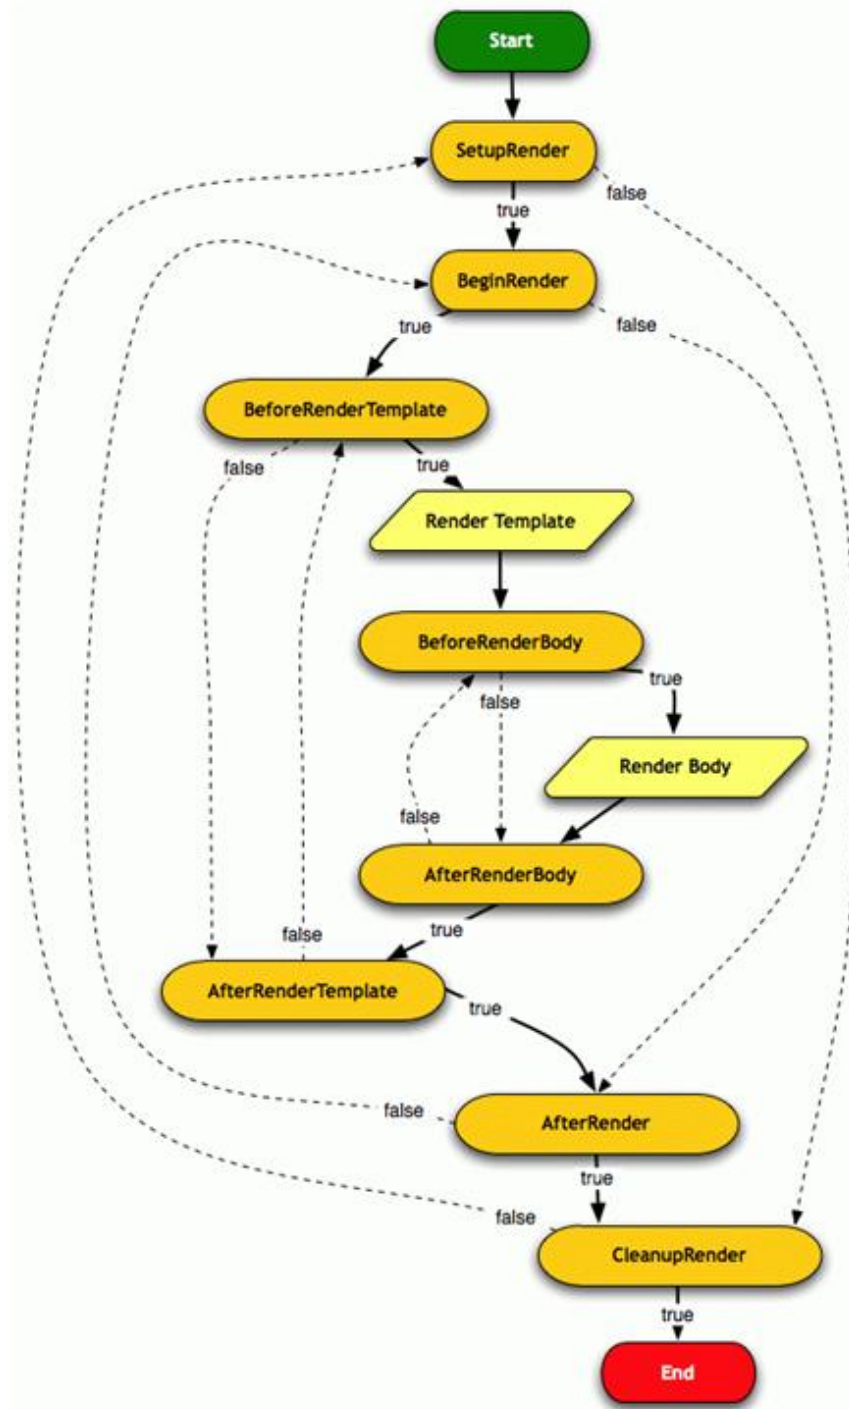 Start
SetupRender
false
true
BeginRender
true
false
BeforeRenderTemplate
false
true
Render Template
BeforeRenderBody
true
false
Render Body
false
AfterRenderBody
true
false
AfterRenderTemplate
true
false
AfterRender
true
false
CleanupRender
true
End